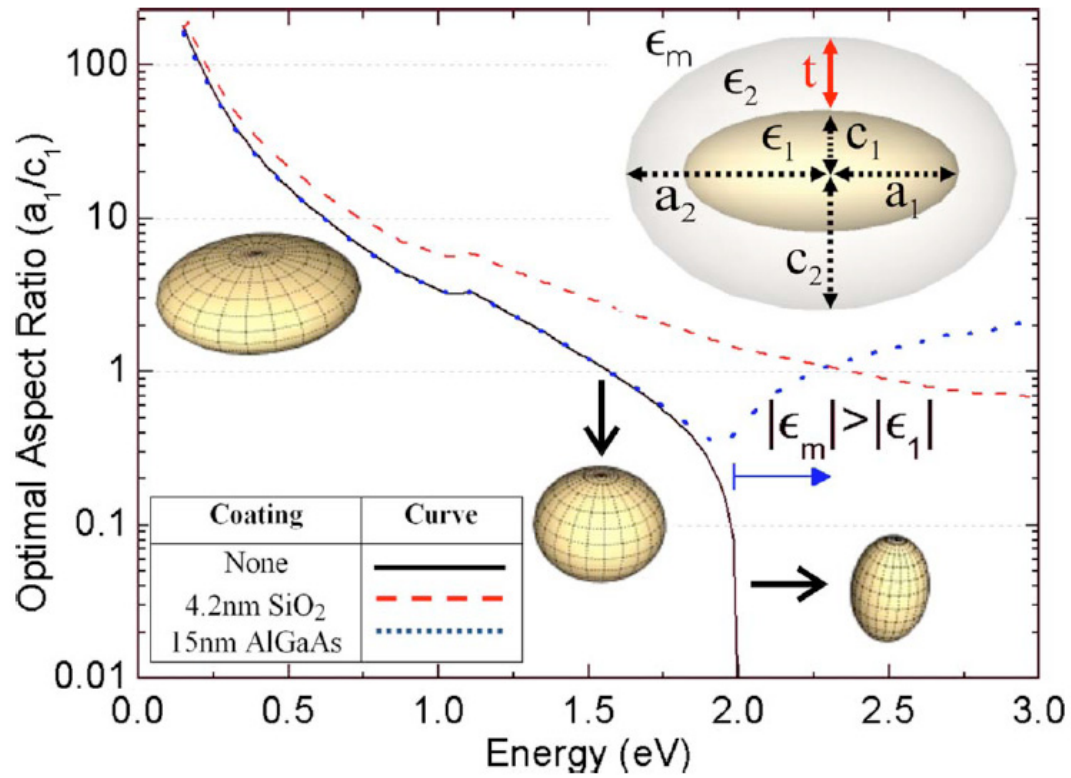 Optimal Aspect Ratio (a₁/c₁)
100
10
1
0.1
0.01
ϵₘ
t
ϵ₂
ϵ₁ c₁
a₂ a₁
c₂
|ϵₘ|>|ϵ₁|
Coating Curve
None
4.2nm SiO₂
15nm AlGaAs
0.0 0.5 1.0 1.5 2.0 2.5 3.0
Energy (eV)